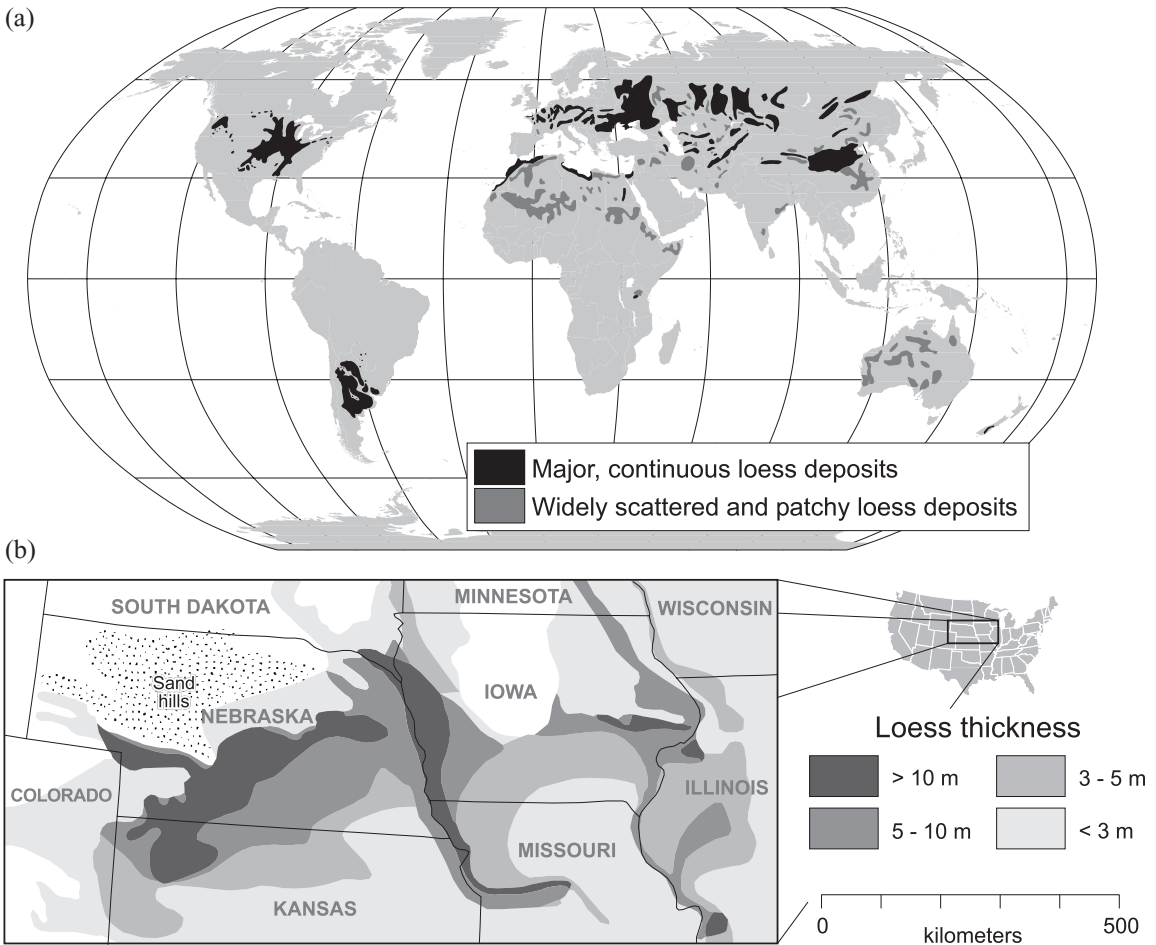 (a)
Major, continuous loess deposits
Widely scattered and patchy loess deposits
(b)
SOUTH DAKOTA
MINNESOTA
WISCONSIN
Sand
hills
IOWA
NEBRASKA
Loess thickness
> 10 m
3 - 5 m
COLORADO
ILLINOIS
5 - 10 m
< 3 m
MISSOURI
KANSAS
0
500
kilometers